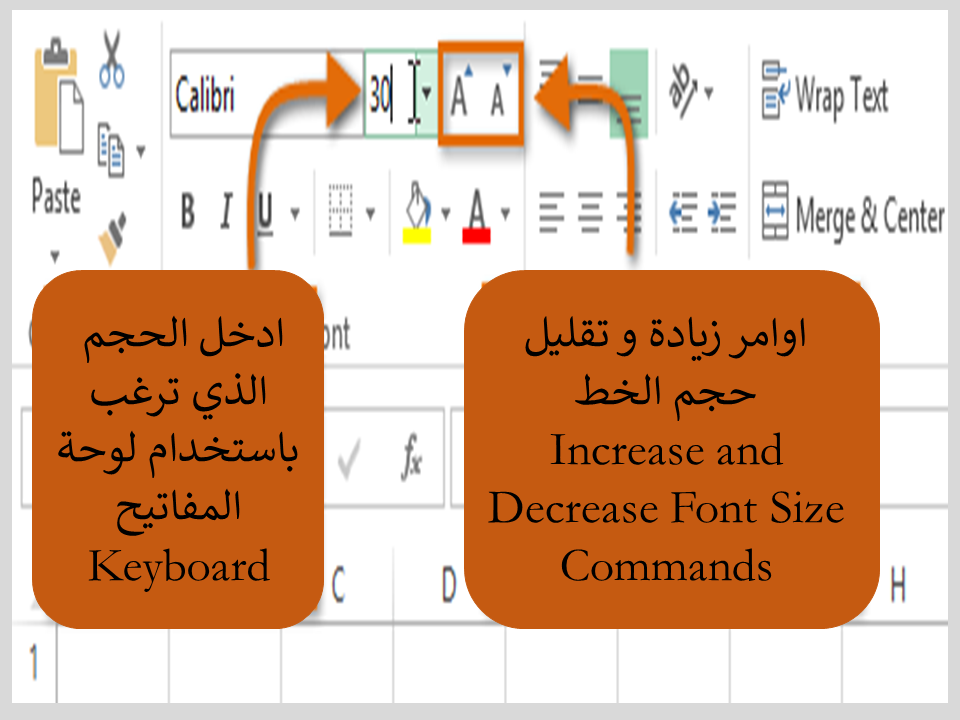 Calibri
30
A A
Wrap Text
Paste
B I U
A
Merge & Center
ont
ادخل الحجم
الذي ترغب
باستخدام لوحة
المفاتيح
Keyboard
اوامر زيادة و تقليل
حجم الخط
Increase and
Decrease Font Size
Commands
fx
C D H
1